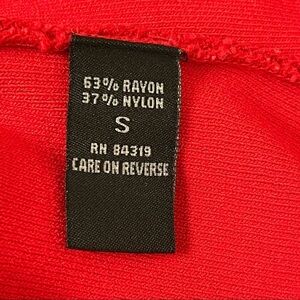 63% RAYON
37% NYLON
S
RN 84319
CARE ON REVERSE